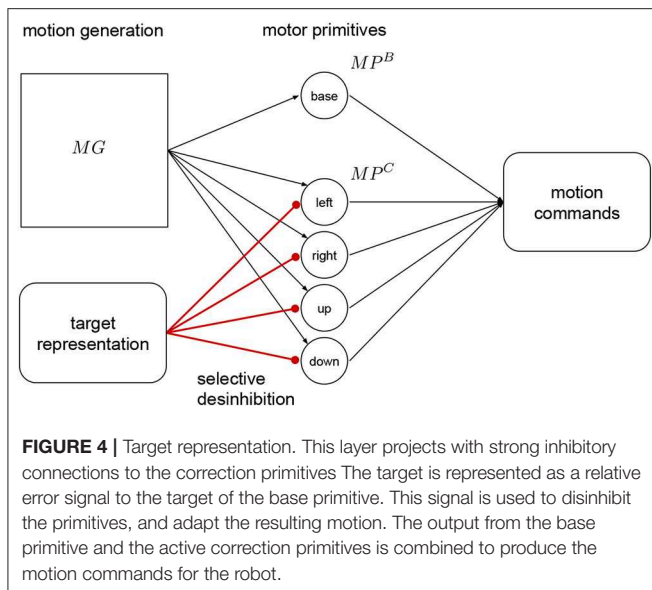 motion generation
motor primitives
MP^B
base
MG
MP^C
left
motion
commands
right
up
target
representation
down
selective
desinhibition
FIGURE 4 | Target representation. This layer projects with strong inhibitory
connections to the correction primitives The target is represented as a relative
error signal to the target of the base primitive. This signal is used to disinhibit
the primitives, and adapt the resulting motion. The output from the base
primitive and the active correction primitives is combined to produce the
motion commands for the robot.